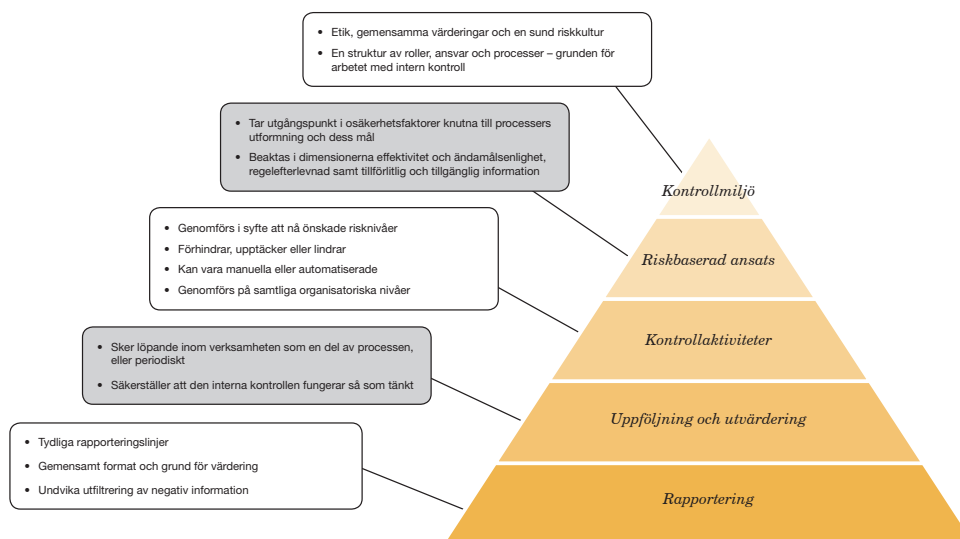 • Etik, gemensamma värderingar och en sund riskkultur
• En struktur av roller, ansvar och processer – grunden för
arbetet med intern kontroll
• Tar utgångspunkt i osäkerhetsfaktorer knutna till processers
utformning och dess mål
• Beaktas i dimensionerna effektivitet och ändamålsenlighet,
regelefterlevnad samt tillförlitlig och tillgänglig information
Kontrollmiljö
• Genomförs i syfte att nå önskade risknivåer
• Förhindrar, upptäcker eller lindrar
• Kan vara manuella eller automatiserade
• Genomförs på samtliga organisatoriska nivåer
Riskbaserad ansats
Kontrollaktiviteter
• Sker löpande inom verksamheten som en del av processen,
eller periodiskt
• Säkerställer att den interna kontrollen fungerar så som tänkt
Uppföljning och utvärdering
• Tydliga rapporteringslinjer
• Gemensamt format och grund för värdering
• Undvika utfiltrering av negativ information
Rapportering